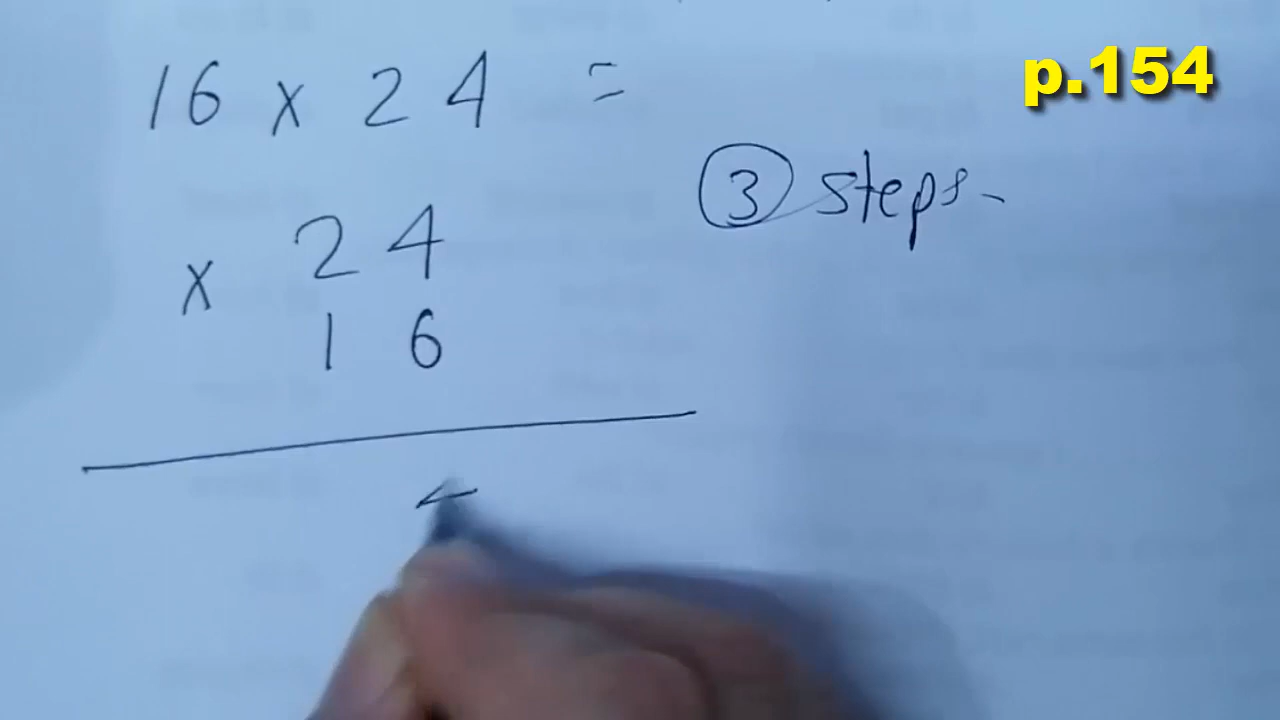 16 x 24 =
p.154
3 steps-
24
x
16
4